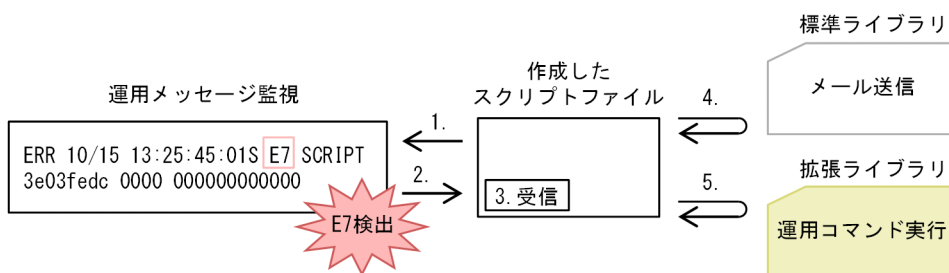 標準ライブラリ
メール送信
作成した
スクリプトファイル
4.
運用メッセージ監視
1.
ERR 10/15 13:25:45:01S E7 SCRIPT
3e03fedc 0000 000000000000
2.
3.受信
E7検出
5.
拡張ライブラリ
運用コマンド実行